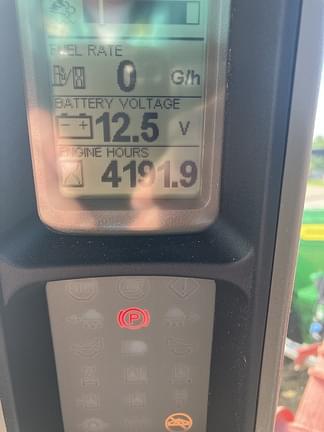 FUEL RATE
0 G/h
BATTERY VOLTAGE
12.5 V
ENGINE HOURS
4191.9
P